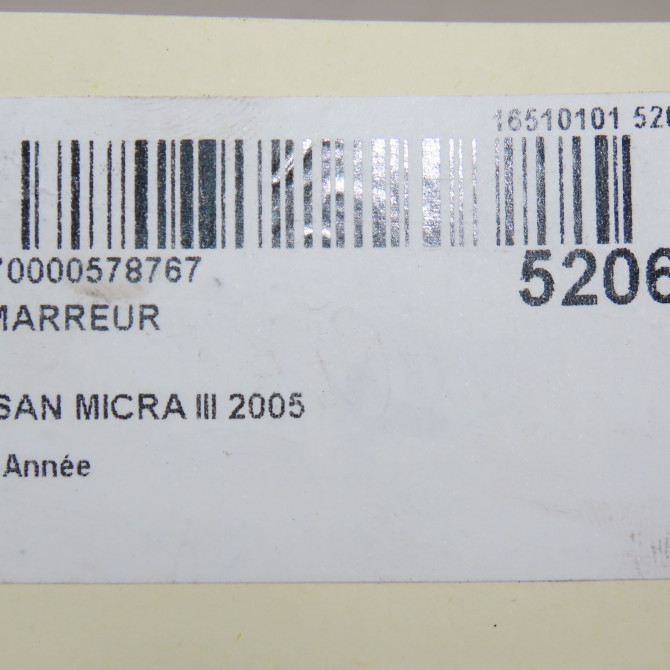 16510101 520
70000578767
5206
MARREUR
SAN MICRA III 2005
Année